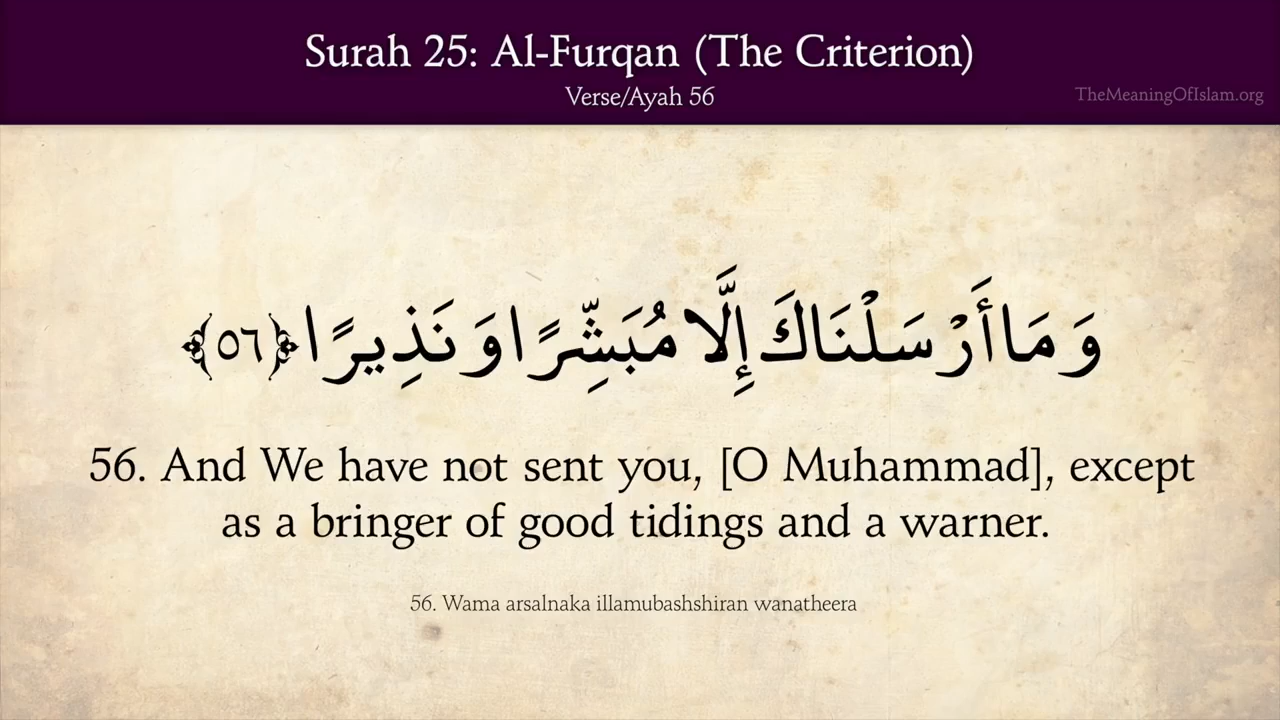 Surah 25: Al-Furqan (The Criterion)
Verse/Ayah 56
TheMeaningOfIslam.org
وَمَا أَرْسَلْنَاكَ إِلَّا مُبَشِّرًا وَنَذِيرًا ﴿٥٦﴾
56. And We have not sent you, [O Muhammad], except
as a bringer of good tidings and a warner.
56. Wama arsalnaka illamubashshiran wanatheera